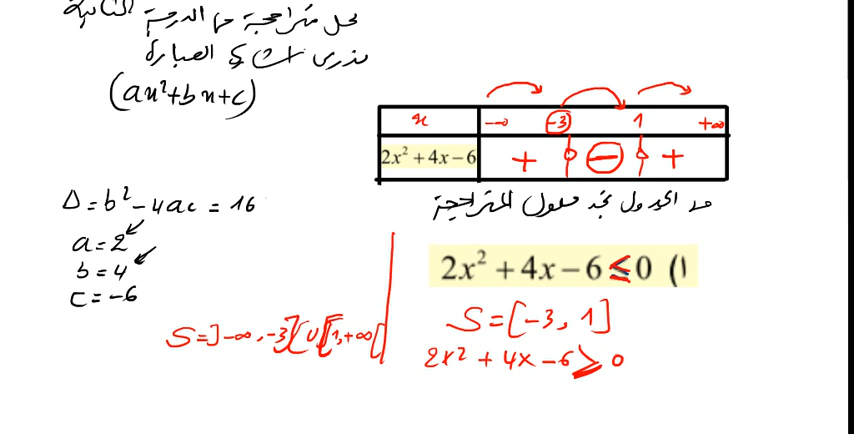 لحل متراجحة من الدرجة الثانية
ندرس إشارة العبارة
(ax²+bx+c)
x -∞ -3 1 +∞
2x² + 4x − 6 + 0 − 0 +
من الجدول نجد حلول المتراجحة
Δ = b² − 4ac = 16
a = 2
b = 4
c = -6
2x² + 4x − 6 ≤ 0 (1
S = [-3, 1]
2x² + 4x − 6 ≥ 0
S = ]-∞, -3] ∪ [1, +∞[